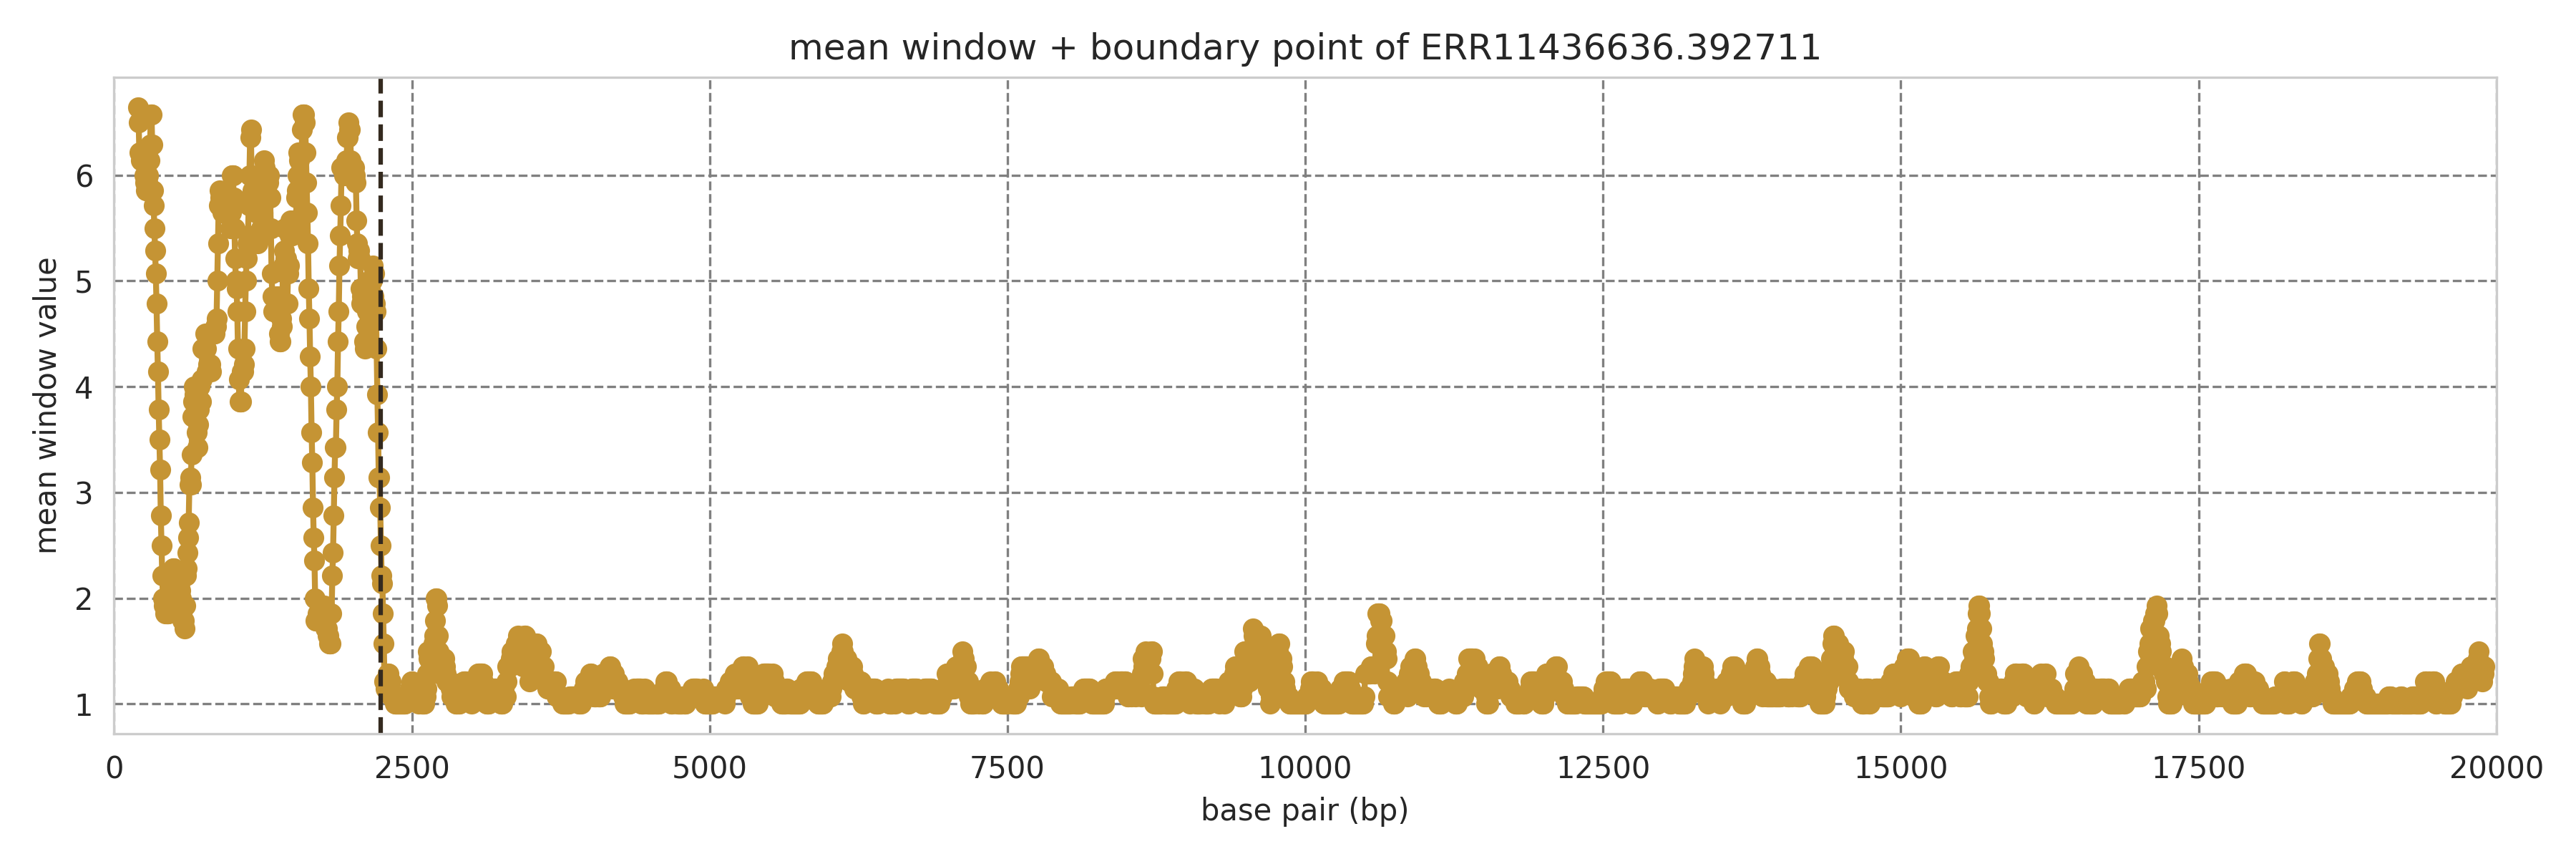 mean window + boundary point of ERR11436636.392711
mean window value
6
5
4
3
2
1
0 2500 5000 7500 10000 12500 15000 17500 20000
base pair (bp)